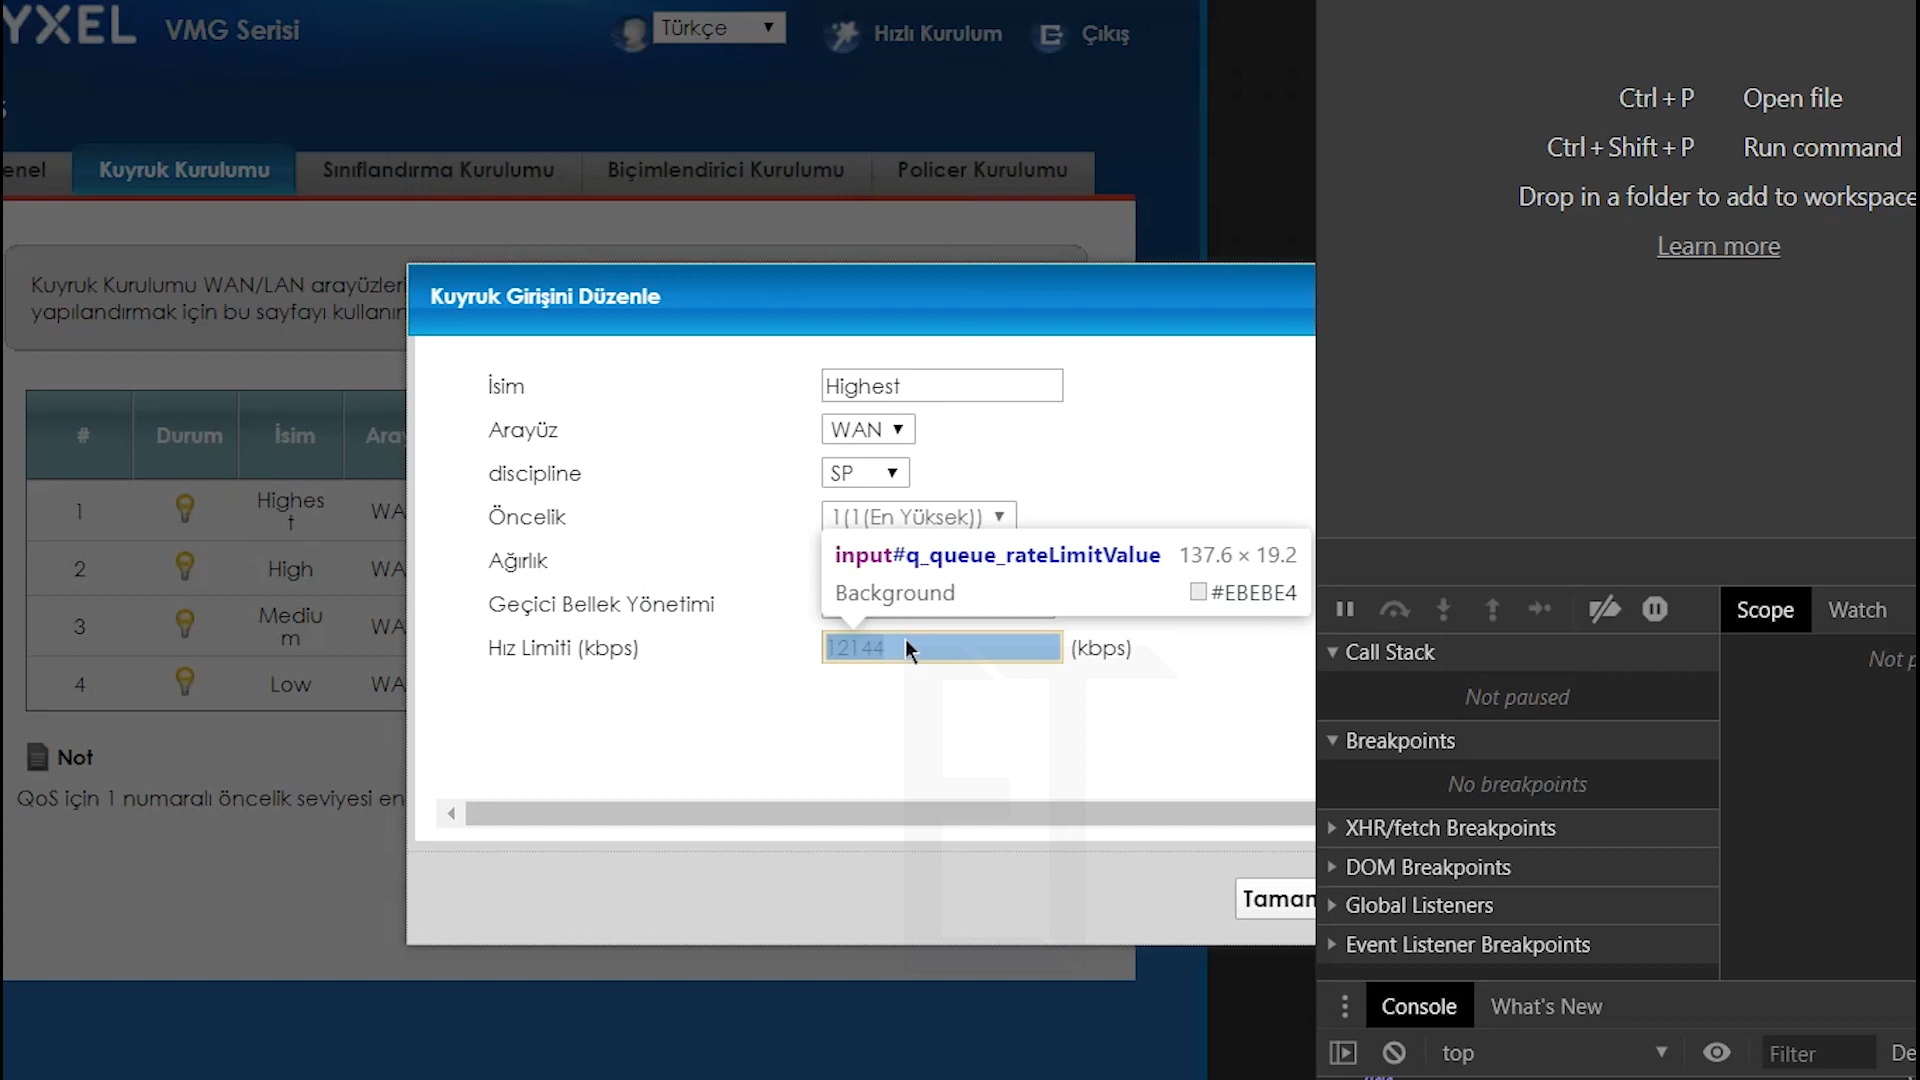 YXEL VMG Serisi
Türkçe
Hızlı Kurulum
Çıkış
enel
Kuyruk Kurulumu
Sınıflandırma Kurulumu
Biçimlendirici Kurulumu
Policer Kurulumu
Kuyruk Kurulumu WAN/LAN arayüzleri
yapılandırmak için bu sayfayı kullanır
Kuyruk Girişini Düzenle
İsim Highest
Arayüz WAN
discipline SP
Öncelik 1(1(En Yüksek))
Ağırlık
Geçici Bellek Yönetimi
Hız Limiti (kbps) 12144 (kbps)
input#q_queue_rateLimitValue 137.6 × 19.2
Background #EBEBE4
Tamam
# Durum İsim Aray
1 Highes
t WA
2 High WA
3 Mediu
m WA
4 Low WA
Not
QoS için 1 numaralı öncelik seviyesi en
FT
Ctrl + P Open file
Ctrl + Shift + P Run command
Drop in a folder to add to workspace
Learn more
Scope
Watch
Call Stack
Not paused
Not p
Breakpoints
No breakpoints
XHR/fetch Breakpoints
DOM Breakpoints
Global Listeners
Event Listener Breakpoints
Console
What's New
top
Filter
De